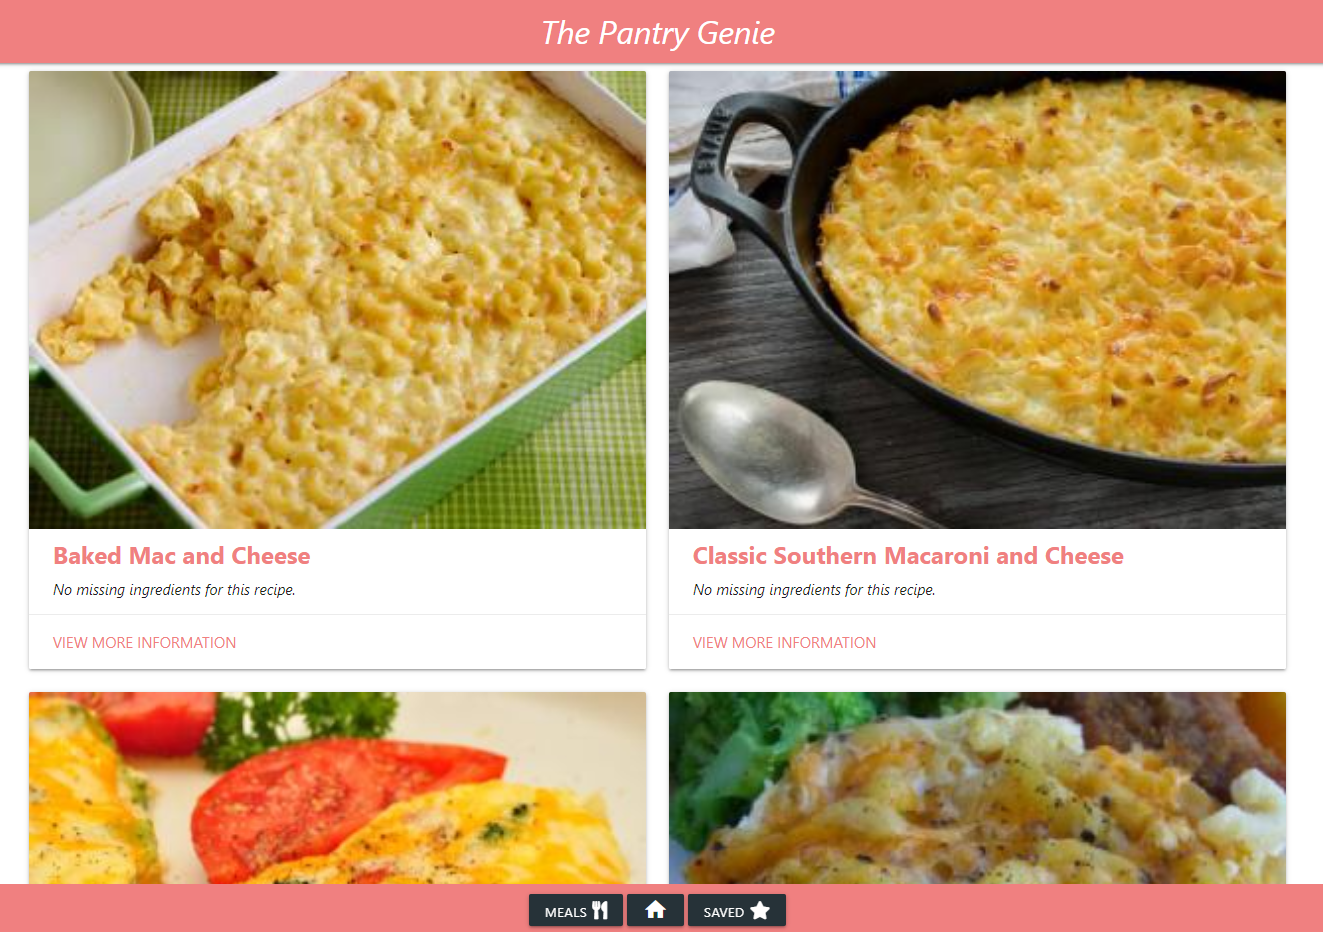 The Pantry Genie
Baked Mac and Cheese
No missing ingredients for this recipe.
VIEW MORE INFORMATION
Classic Southern Macaroni and Cheese
No missing ingredients for this recipe.
VIEW MORE INFORMATION
MEALS
SAVED